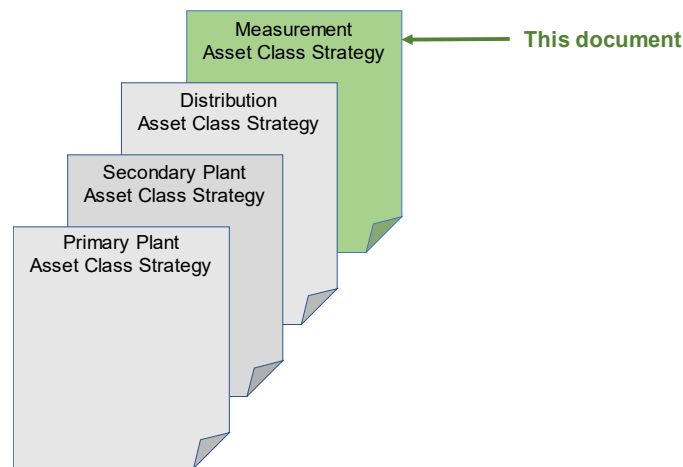 Measurement
Asset Class Strategy
This document
Distribution
Asset Class Strategy
Secondary Plant
Asset Class Strategy
Primary Plant
Asset Class Strategy